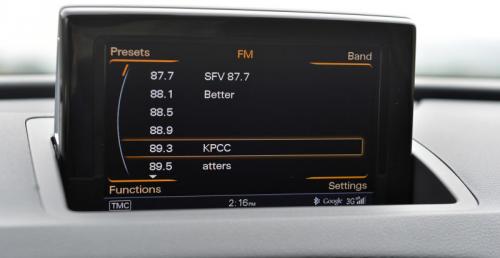 Presets FM Band
87.7 SFV 87.7
88.1 Better
88.5
88.9
89.3 KPCC
89.5 atters
Functions Settings
TMC 2:16PM Google 3G